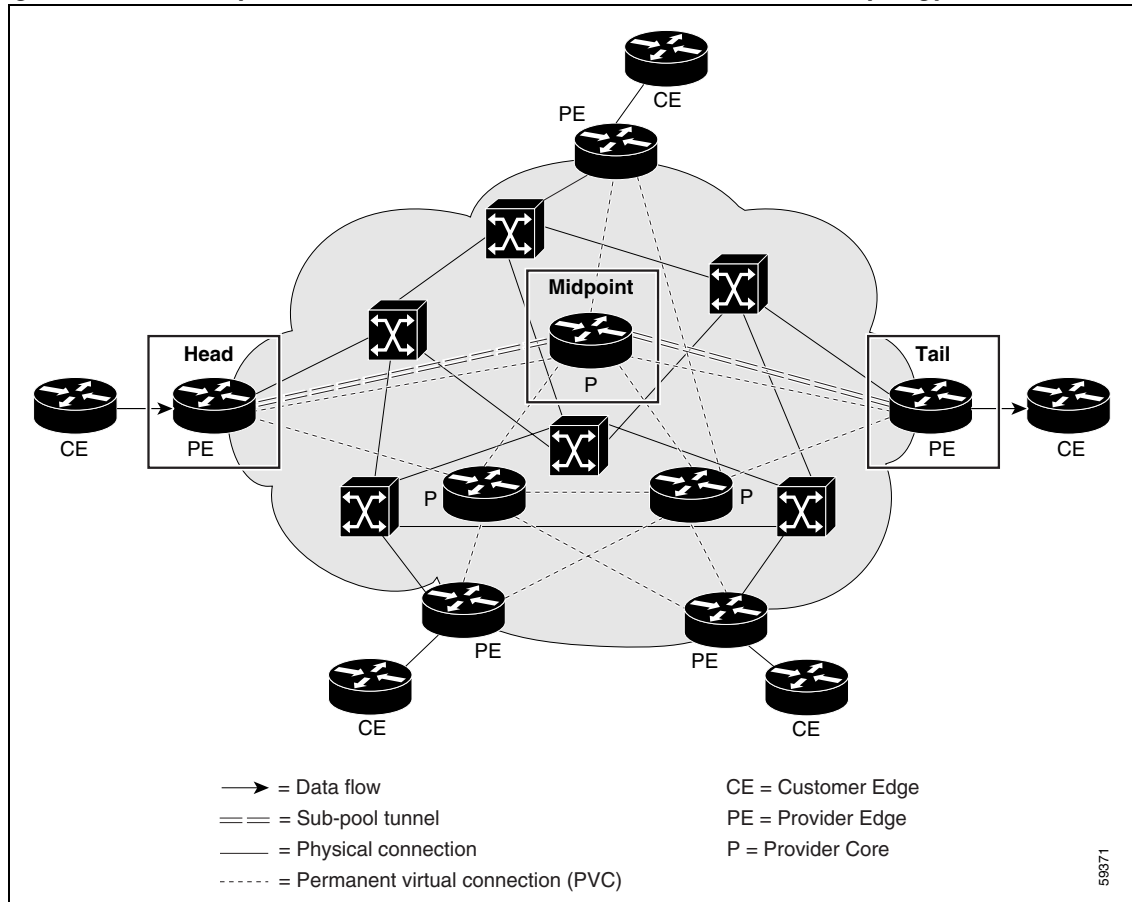 CE
PE
Midpoint
Head
Tail
P
CE
PE
PE
CE
P
P
PE
PE
CE
CE
= Data flow
CE = Customer Edge
= Sub-pool tunnel
PE = Provider Edge
= Physical connection
P = Provider Core
= Permanent virtual connection (PVC)
59371